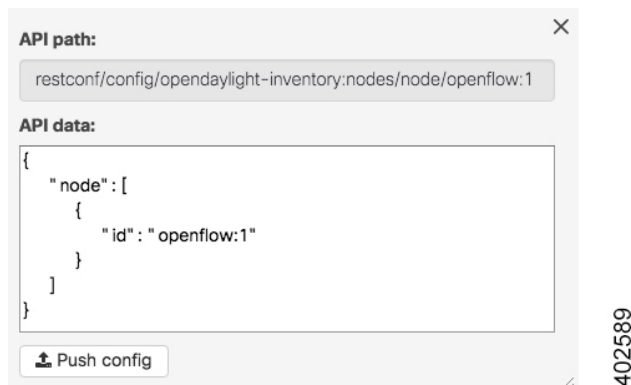 API path:
restconf/config/opendaylight-inventory:nodes/node/openflow:1
API data:
{
"node": [
{
"id": "openflow:1"
}
]
}
Push config
402589